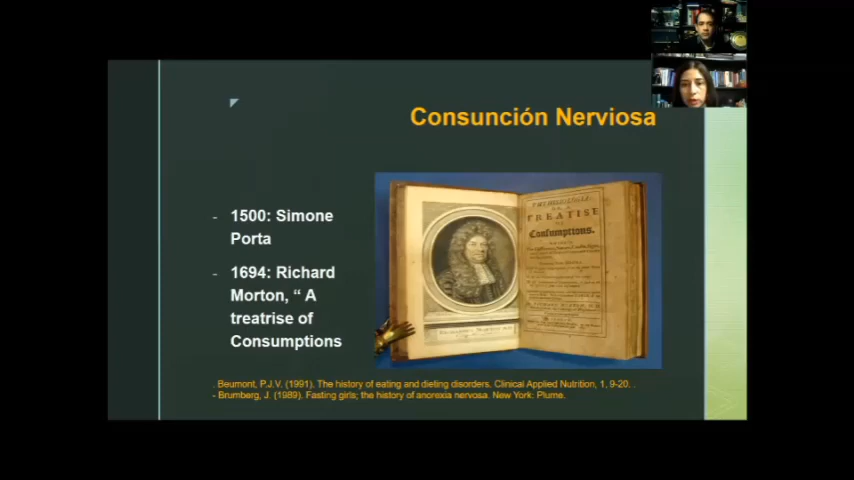 Consunción Nerviosa
- 1500: Simone
Porta
- 1694: Richard
Morton, “ A
treatrise of
Consumptions
TREATISE
Consumptions.
. Beumont, P.J.V. (1991). The history of eating and dieting disorders. Clinical Applied Nutrition, 1, 9-20. .
- Brumberg, J. (1989). Fasting girls; the history of anorexia nervosa. New York: Plume.